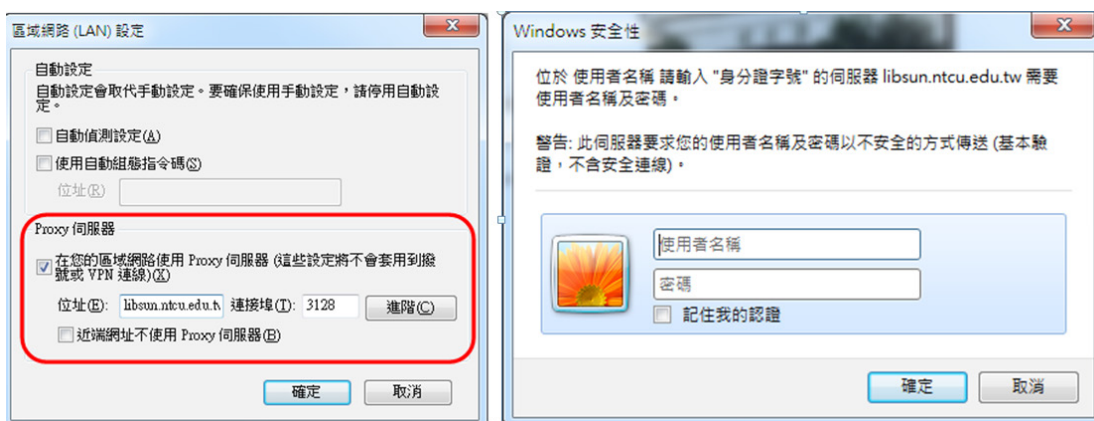 區域網路 (LAN) 設定
自動設定
自動設定會取代手動設定。要確保使用手動設定，請停用自動設
定。
自動偵測設定(A)
使用自動組態指令碼(S)
位址(R)
Proxy 伺服器
在您的區域網路使用 Proxy 伺服器 (這些設定將不會套用到撥
號或 VPN 連線)(X)
位址(E): libsun.ntcu.edu.tw 連接埠(T): 3128 進階(C)
近端網址不使用 Proxy 伺服器(B)
確定 取消
Windows 安全性
位於 使用者名稱 請輸入 "身分證字號" 的伺服器 libsun.ntcu.edu.tw 需要
使用者名稱及密碼。
警告: 此伺服器要求您的使用者名稱及密碼以不安全的方式傳送 (基本驗
證，不含安全連線)。
使用者名稱
密碼
記住我的認證
確定 取消